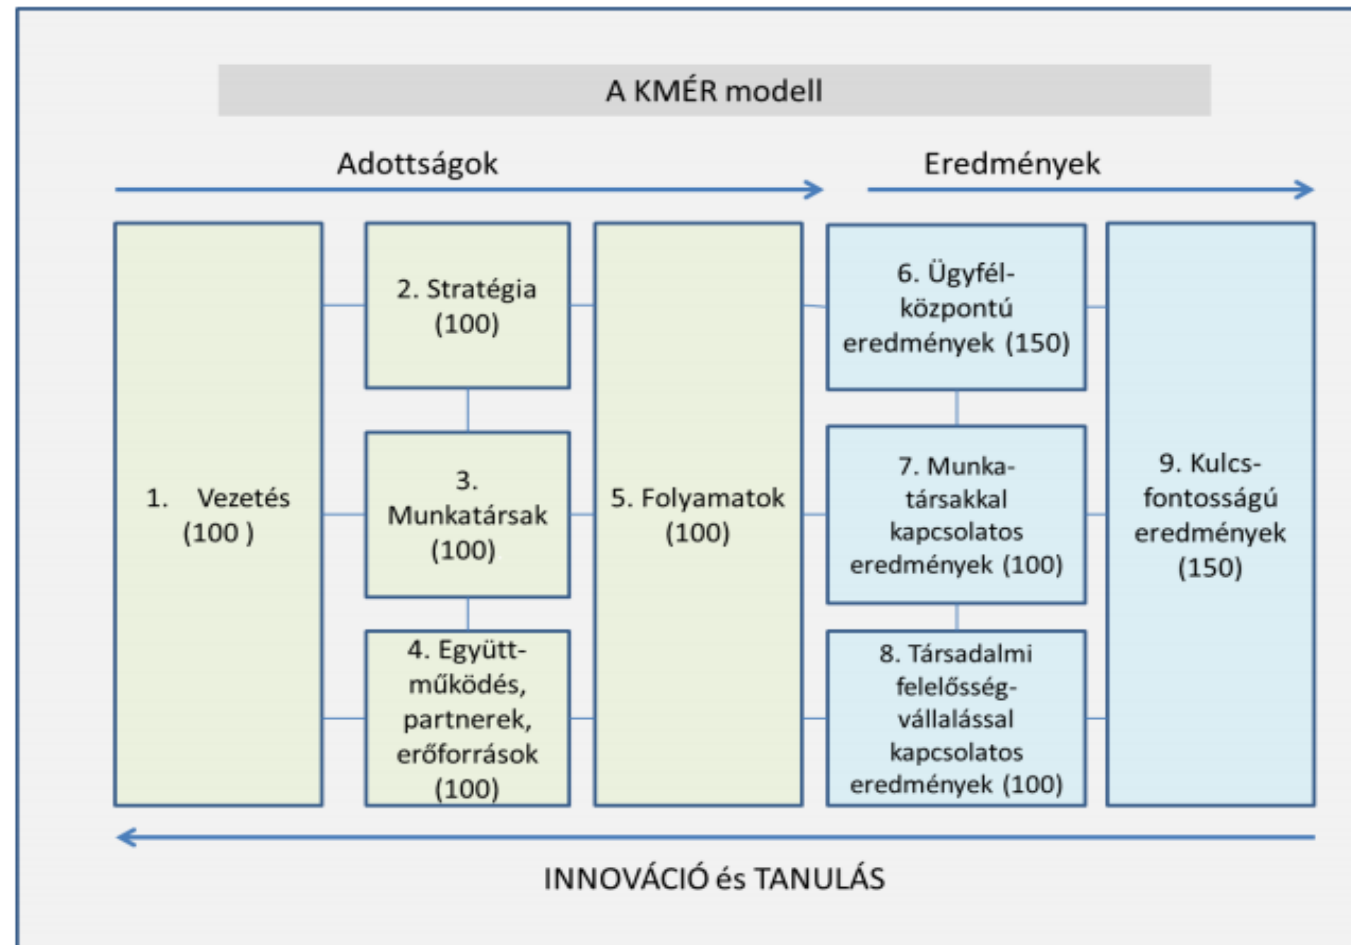 A KMÉR modell
Adottságok
Eredmények
1. Vezetés
(100 )
2. Stratégia
(100)
3.
Munkatársak
(100)
4. Együtt-
működés,
partnerek,
erőforrások
(100)
5. Folyamatok
(100)
6. Ügyfél-
központú
eredmények (150)
7. Munka-
társakkal
kapcsolatos
eredmények (100)
8. Társadalmi
felelősség-
vállalással
kapcsolatos
eredmények (100)
9. Kulcs-
fontosságú
eredmények
(150)
INNOVÁCIÓ és TANULÁS